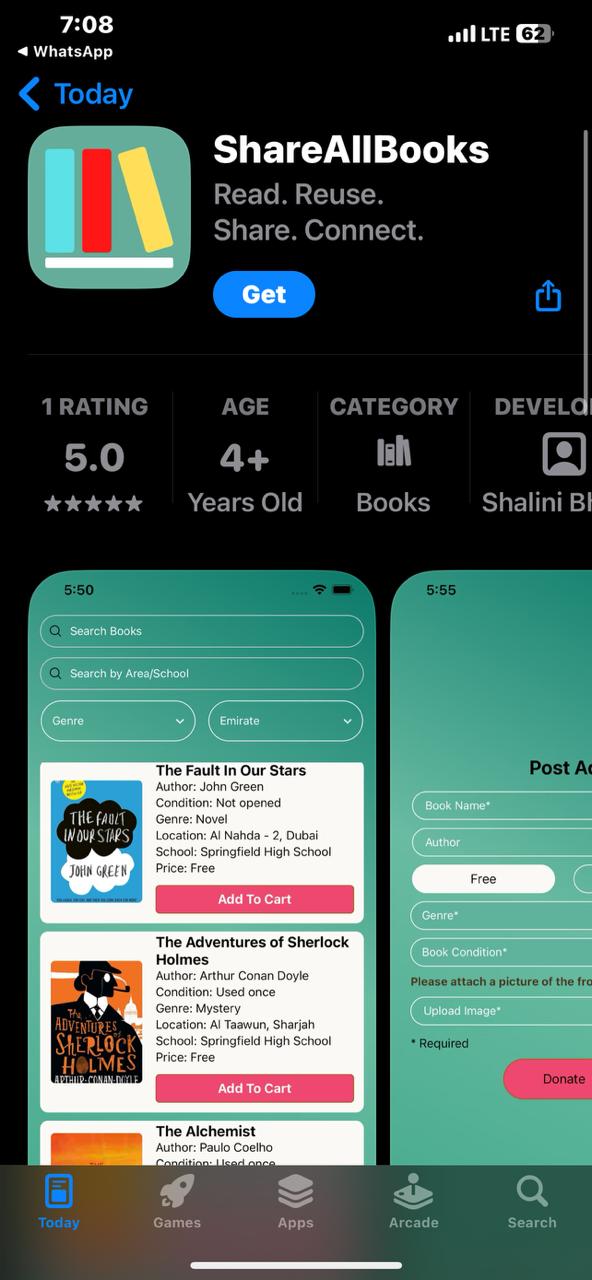 7:08
LTE 62
◀ WhatsApp
Today
ShareAllBooks
Read. Reuse.
Share. Connect.
Get
1 RATING
5.0
★★★★★
AGE
4+
Years Old
CATEGORY
Books
DEVELO
Shalini Bh
5:50
Search Books
Search by Area/School
Genre
Emirate
The Fault In Our Stars
Author: John Green
Condition: Not opened
Genre: Novel
Location: Al Nahda - 2, Dubai
School: Springfield High School
Price: Free
Add To Cart
THE FAULT
IN OUR STARS
JOHN GREEN
The Adventures of Sherlock
Holmes
Author: Arthur Conan Doyle
Condition: Used once
Genre: Mystery
Location: Al Taawun, Sharjah
School: Springfield High School
Price: Free
Add To Cart
THE
ADVENTURES
OF
SHERLOCK
HOLMES
ARTHUR·CONAN·DOYLE
The Alchemist
Author: Paulo Coelho
Condition: Used once
5:55
Post Ad
Book Name*
Author
Free
Genre*
Book Condition*
Please attach a picture of the fro
Upload Image*
* Required
Donate
Today
Games
Apps
Arcade
Search